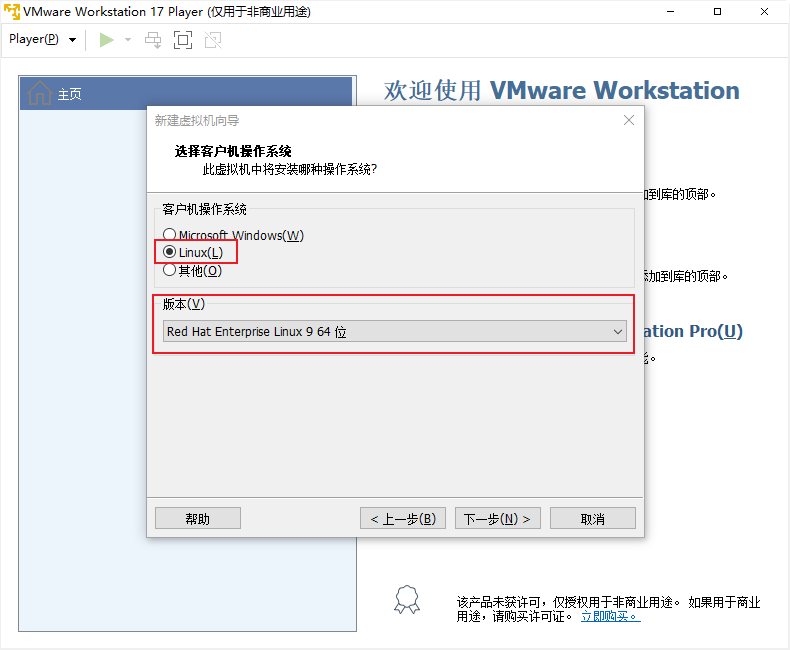 VMware Workstation 17 Player (仅用于非商业用途)
Player(P)
主页
欢迎使用 VMware Workstation
新建虚拟机向导
选择客户机操作系统
此虚拟机中将安装哪种操作系统?
到库的顶部。
客户机操作系统
Microsoft Windows(W)
Linux(L)
其他(O)
加到库的顶部。
版本(V)
Red Hat Enterprise Linux 9 64 位
ation Pro(U)
帮助
< 上一步(B)
下一步(N) >
取消
该产品未获许可，仅授权用于非商业用途。 如果用于商业
用途，请购买许可证。 立即购买。